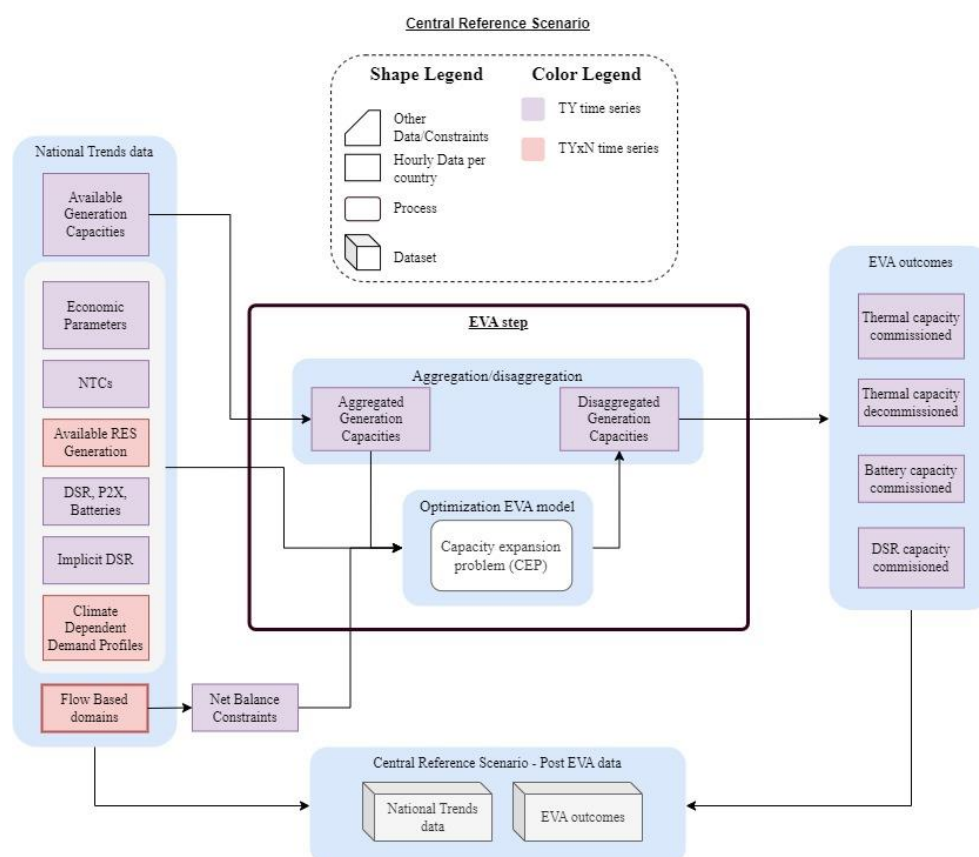 Central Reference Scenario
Shape Legend
Color Legend
Other
Data/Constraints
Hourly Data per
country
Process
Dataset
TY time series
TYxN time series
National Trends data
Available
Generation
Capacities
Economic
Parameters
NTCs
Available RES
Generation
DSR, P2X,
Batteries
Implicit DSR
Climate
Dependent
Demand Profiles
Flow Based
domains
Net Balance
Constraints
EVA step
Aggregation/disaggregation
Aggregated
Generation
Capacities
Disaggregated
Generation
Capacities
Optimization EVA model
Capacity expansion
problem (CEP)
EVA outcomes
Thermal capacity
commissioned
Thermal capacity
decommissioned
Battery capacity
commissioned
DSR capacity
commisioned
Central Reference Scenario - Post EVA data
National Trends
data
EVA outcomes